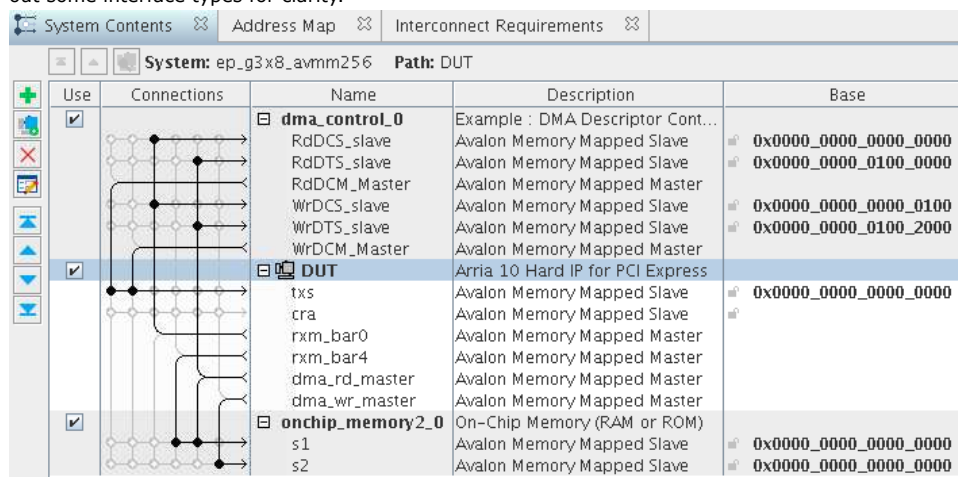 out some interface types for clarity.
System Contents Address Map Interconnect Requirements
System: ep_g3x8_avmm256 Path: DUT
Use Connections Name Description Base
dma_control_0 Example : DMA Descriptor Cont...
RdDCS_slave Avalon Memory Mapped Slave 0x0000_0000_0000_0000
RdDTS_slave Avalon Memory Mapped Slave 0x0000_0000_0100_0000
RdDCM_Master Avalon Memory Mapped Master
WrDCS_slave Avalon Memory Mapped Slave 0x0000_0000_0000_0100
WrDTS_slave Avalon Memory Mapped Slave 0x0000_0000_0100_2000
WrDCM_Master Avalon Memory Mapped Master
DUT Arria 10 Hard IP for PCI Express
txs Avalon Memory Mapped Slave 0x0000_0000_0000_0000
cra Avalon Memory Mapped Slave
rxm_bar0 Avalon Memory Mapped Master
rxm_bar4 Avalon Memory Mapped Master
dma_rd_master Avalon Memory Mapped Master
dma_wr_master Avalon Memory Mapped Master
onchip_memory2_0 On-Chip Memory (RAM or ROM)
s1 Avalon Memory Mapped Slave 0x0000_0000_0000_0000
s2 Avalon Memory Mapped Slave 0x0000_0000_0000_0000